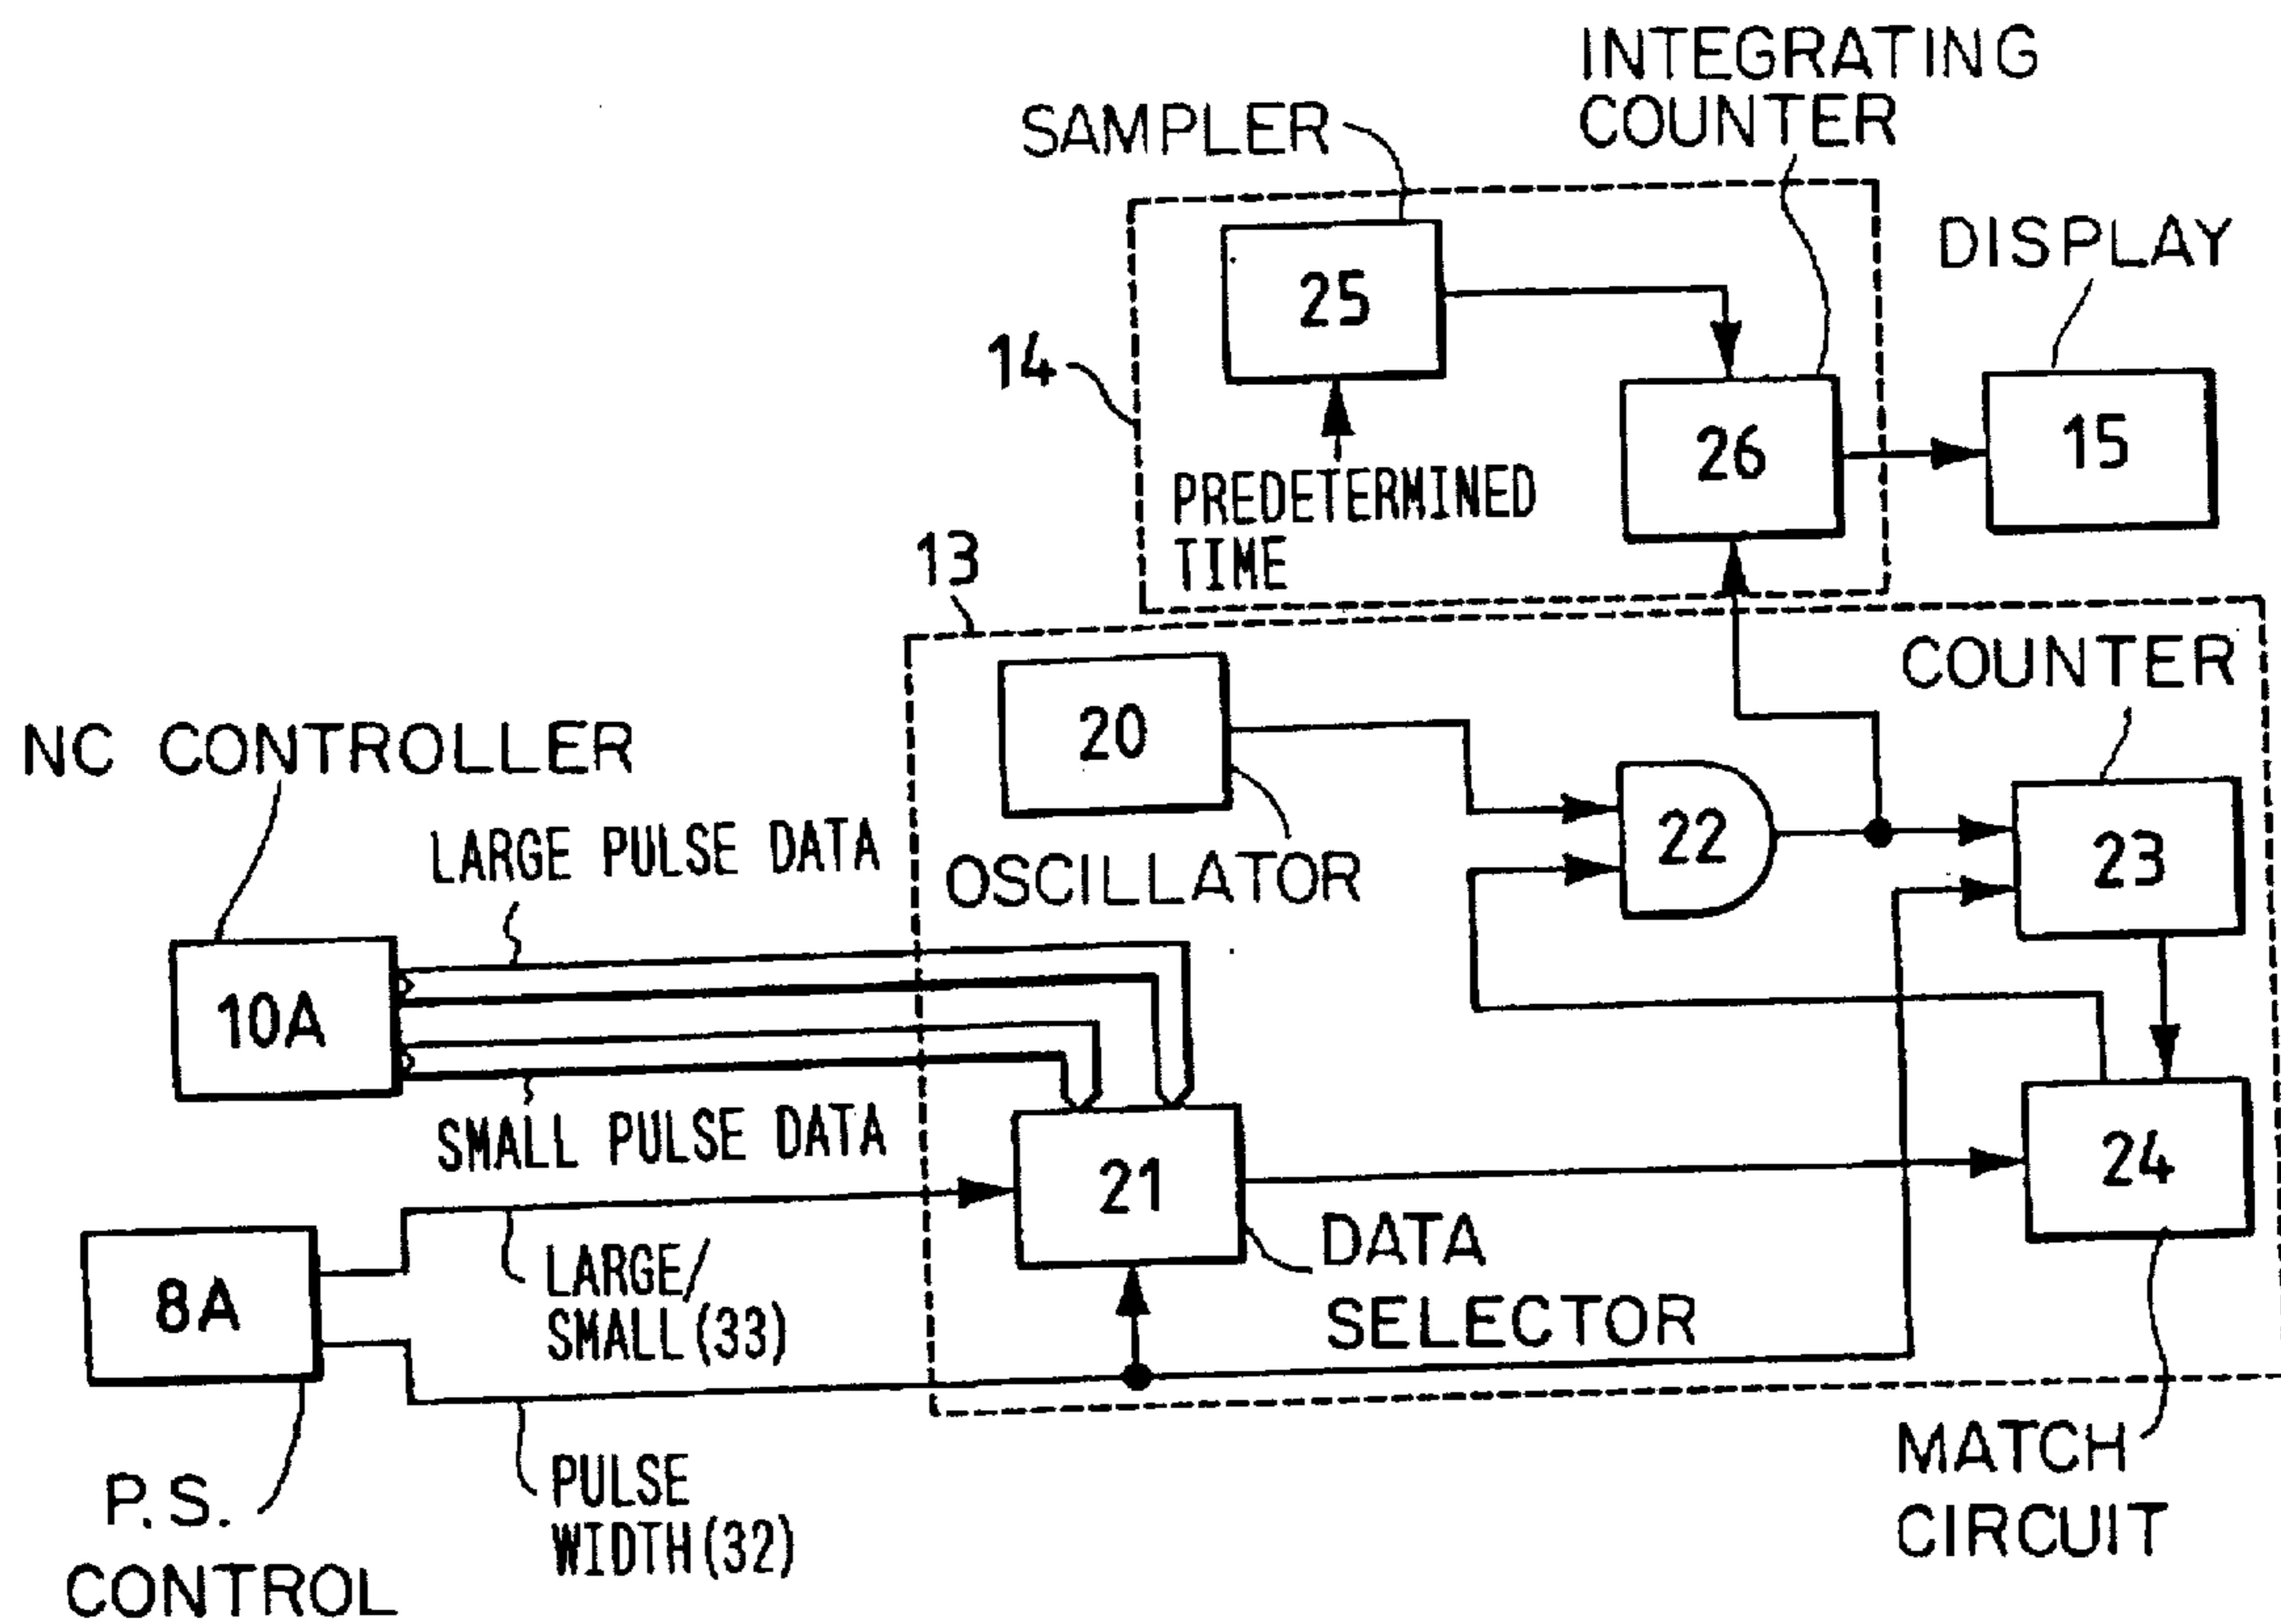 INTEGRATING
COUNTER
SAMPLER
DISPLAY
25
14
26
15
PREDETERMINED
TIME
13
COUNTER
20
NC CONTROLLER
22
23
LARGE PULSE DATA
OSCILLATOR
10A
SMALL PULSE DATA
21
24
DATA
SELECTOR
8A
LARGE/
SMALL (33)
MATCH
CIRCUIT
PULSE
WIDTH (32)
P.S.
CONTROL